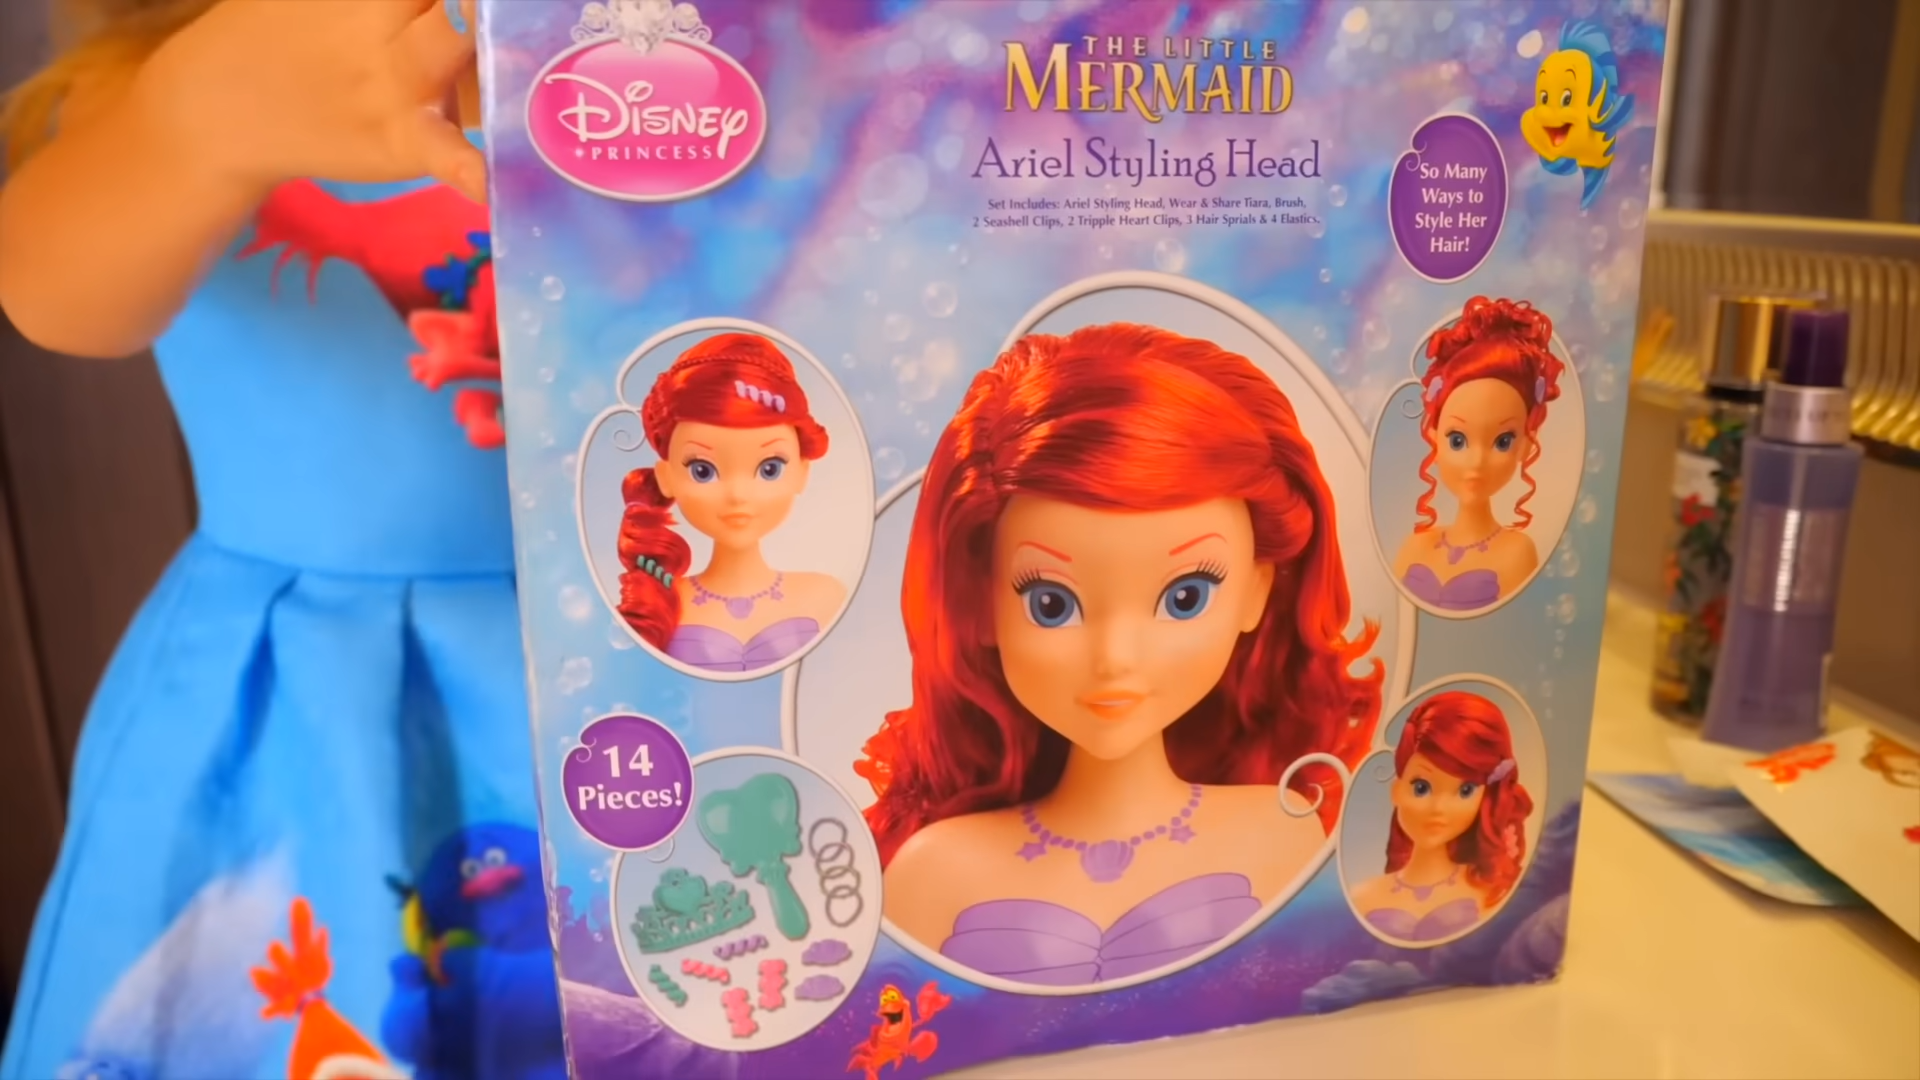 Disney
PRINCESS
THE LITTLE
MERMAID
Ariel Styling Head
Set Includes: Ariel Styling Head, Wear & Share Tiara, Brush,
2 Seashell Clips, 2 Tripple Heart Clips, 3 Hair Sprials & 4 Elastics.
So Many
Ways to
Style Her
Hair!
14
Pieces!